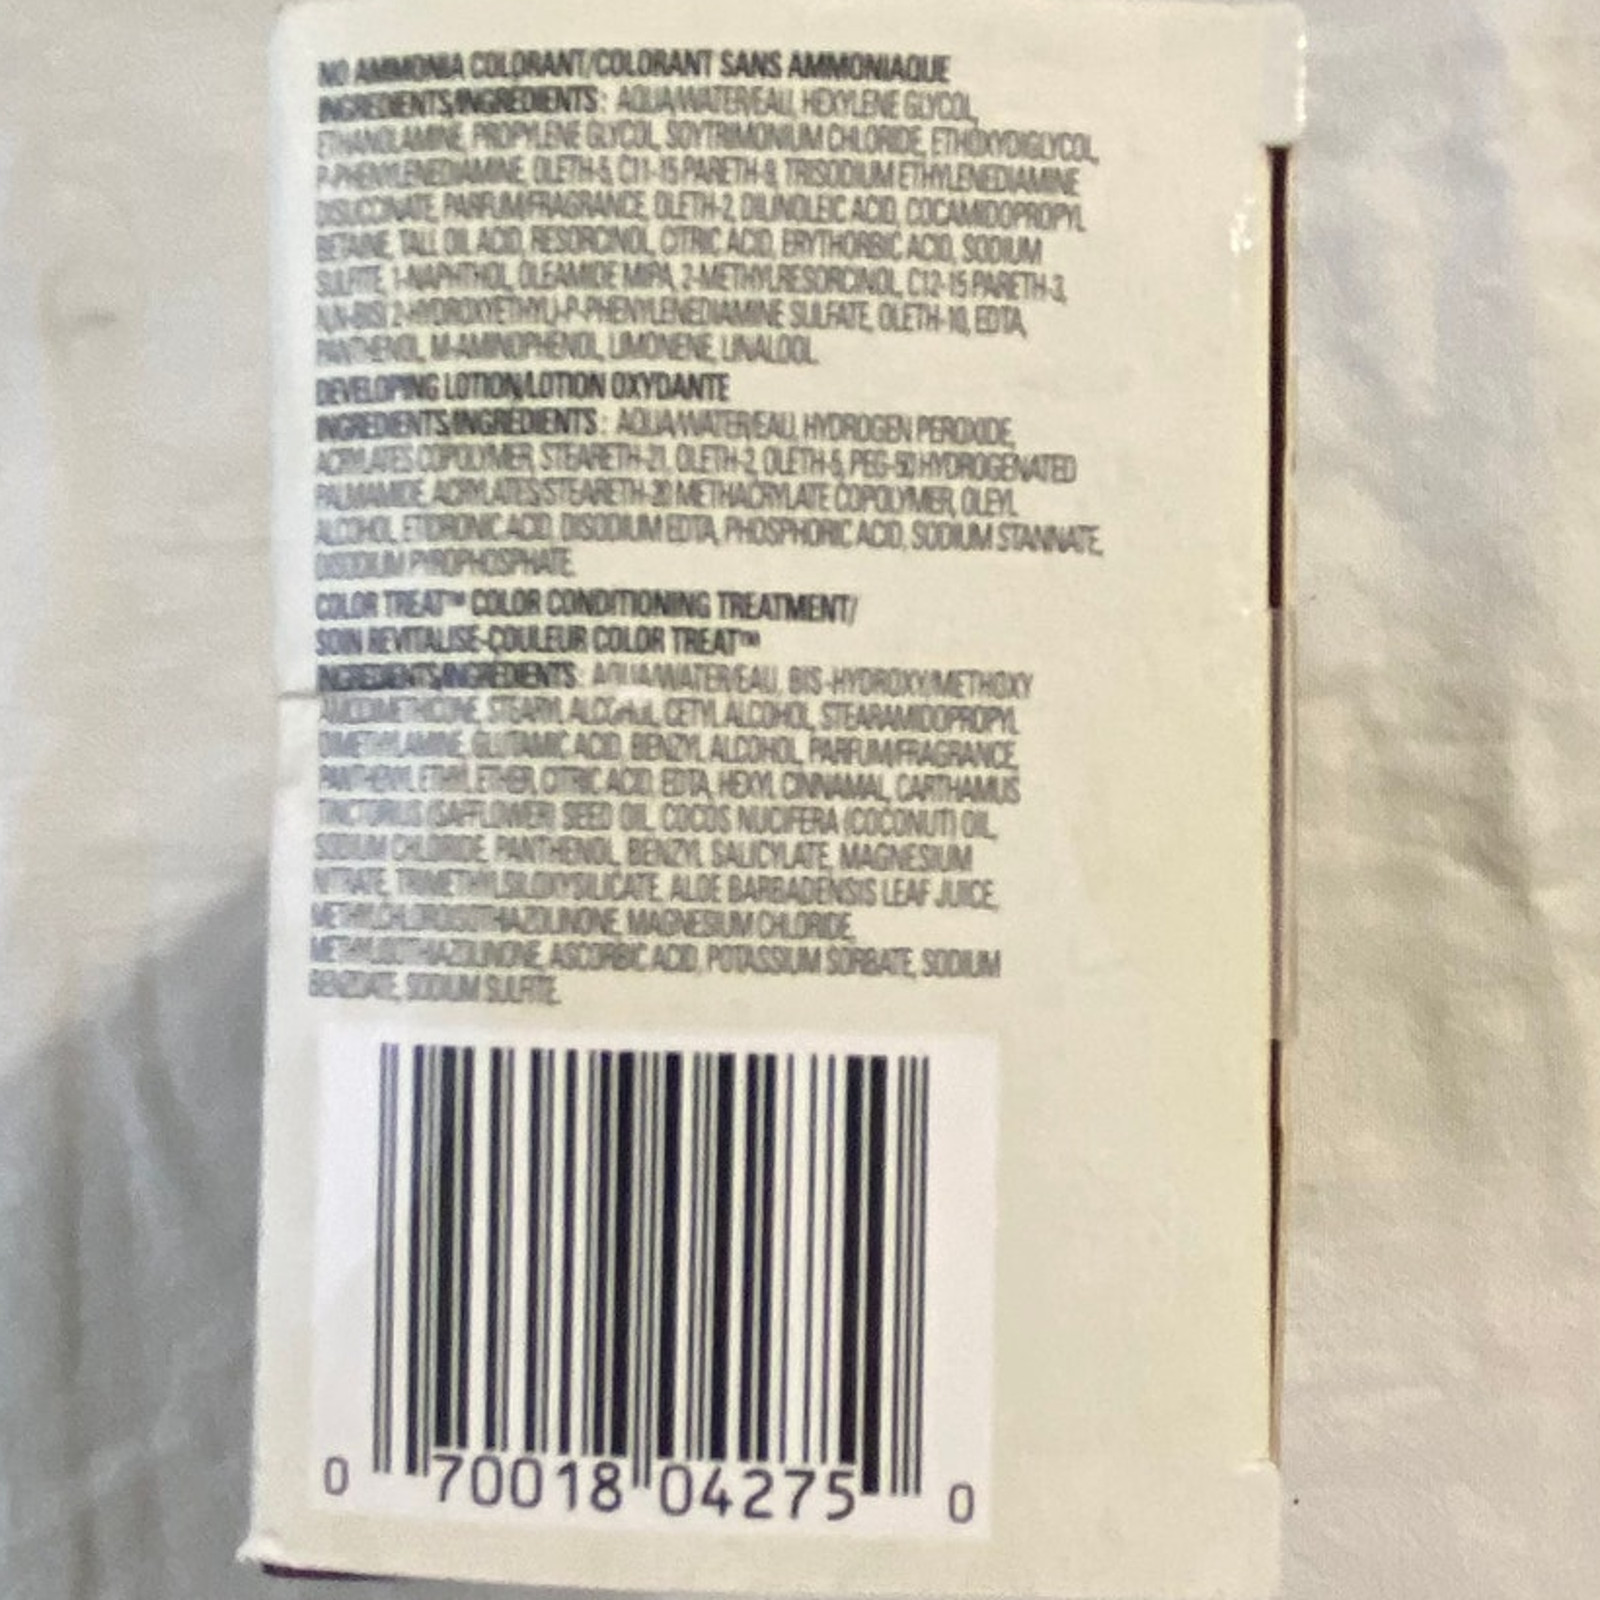 NO AMMONIA COLORANT/COLORANT SANS AMMONIAQUE
INGREDIENTS/INGRÉDIENTS : AQUA/WATER/EAU, HEXYLENE GLYCOL,
ETHANOLAMINE, PROPYLENE GLYCOL, SOYTRIMONIUM CHLORIDE, ETHOXYDIGLYCOL,
P-PHENYLENEDIAMINE, OLETH-5, C11-15 PARETH-9, TRISODIUM ETHYLENEDIAMINE
DISUCCINATE, PARFUM/FRAGRANCE, OLETH-2, DILINOLEIC ACID, COCAMIDOPROPYL
BETAINE, TALL OIL ACID, RESORCINOL, CITRIC ACID, ERYTHORBIC ACID, SODIUM
SULFITE, 1-NAPHTHOL, OLEAMIDE MIPA, 2-METHYLRESORCINOL, C12-15 PARETH-3,
N,N-BIS( 2-HYDROXYETHYL)-P-PHENYLENEDIAMINE SULFATE, OLETH-10, EDTA,
PANTHENOL, M-AMINOPHENOL, LIMONENE, LINALOOL.
DEVELOPING LOTION/LOTION OXYDANTE
INGREDIENTS/INGRÉDIENTS : AQUA/WATER/EAU, HYDROGEN PEROXIDE,
ACRYLATES COPOLYMER, STEARETH-21, OLETH-2, OLETH-5, PEG-50 HYDROGENATED
PALMAMIDE, ACRYLATES/STEARETH-20 METHACRYLATE COPOLYMER, OLEYL
ALCOHOL, ETIDRONIC ACID, DISODIUM EDTA, PHOSPHORIC ACID, SODIUM STANNATE,
DISODIUM PYROPHOSPHATE.
COLOR TREAT™ COLOR CONDITIONING TREATMENT/
SOIN REVITALISE-COULEUR COLOR TREAT™
INGREDIENTS/INGRÉDIENTS : AQUA/WATER/EAU, BIS-HYDROXY/METHOXY
AMODIMETHICONE, STEARYL ALCOHOL, CETYL ALCOHOL, STEARAMIDOPROPYL
DIMETHYLAMINE, GLUTAMIC ACID, BENZYL ALCOHOL, PARFUM/FRAGRANCE,
PANTHENYL ETHYL ETHER, CITRIC ACID, EDTA, HEXYL CINNAMAL, CARTHAMUS
TINCTORIUS (SAFFLOWER) SEED OIL, COCOS NUCIFERA (COCONUT) OIL,
SODIUM CHLORIDE, PANTHENOL, BENZYL SALICYLATE, MAGNESIUM
NITRATE, TRIMETHYLSILOXYSILICATE, ALOE BARBADENSIS LEAF JUICE,
METHYLCHLOROISOTHIAZOLINONE, MAGNESIUM CHLORIDE,
METHYLISOTHIAZOLINONE, ASCORBIC ACID, POTASSIUM SORBATE, SODIUM
BENZOATE, SODIUM SULFITE.
0 70018 04275 0